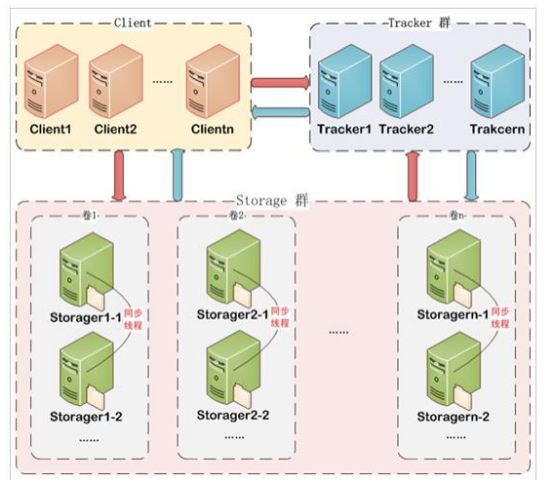 Client
Tracker 群
......
......
Client1
Client2
Clientn
Tracker1
Tracker2
Trakcern
Storage 群
卷1
卷2
卷n
Storager1-1
同步
线程
Storager2-1
同步
线程
Storagern-1
同步
线程
......
Storager1-2
Storager2-2
Storagern-2
......
......
......